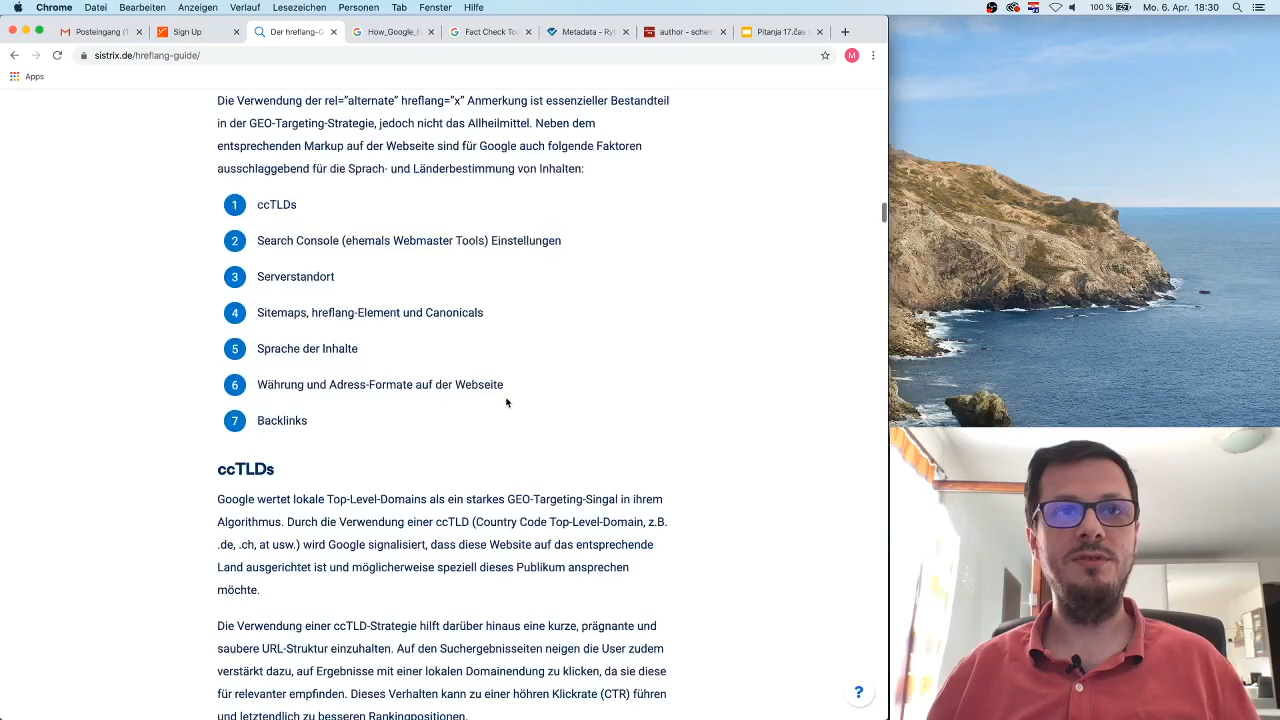 Chrome Datei Bearbeiten Anzeigen Verlauf Lesezeichen Personen Tab Fenster Hilfe 100 % Mo. 6. Apr. 18:30
Posteingang (1 Sign Up Der hreflang-G How_Google_F Fact Check Too Metadata - Ry author - schem Pitanja 17.čas
sistrix.de/hreflang-guide/ M
Apps
Die Verwendung der rel="alternate" hreflang="x" Anmerkung ist essenzieller Bestandteil
in der GEO-Targeting-Strategie, jedoch nicht das Allheilmittel. Neben dem
entsprechenden Markup auf der Webseite sind für Google auch folgende Faktoren
ausschlaggebend für die Sprach- und Länderbestimmung von Inhalten:
1 ccTLDs
2 Search Console (ehemals Webmaster Tools) Einstellungen
3 Serverstandort
4 Sitemaps, hreflang-Element und Canonicals
5 Sprache der Inhalte
6 Währung und Adress-Formate auf der Webseite
7 Backlinks
ccTLDs
Google wertet lokale Top-Level-Domains als ein starkes GEO-Targeting-Singal in ihrem
Algorithmus. Durch die Verwendung einer ccTLD (Country Code Top-Level-Domain, z.B.
.de, .ch, at usw.) wird Google signalisiert, dass diese Website auf das entsprechende
Land ausgerichtet ist und möglicherweise speziell dieses Publikum ansprechen
möchte.
Die Verwendung einer ccTLD-Strategie hilft darüber hinaus eine kurze, prägnante und
saubere URL-Struktur einzuhalten. Auf den Suchergebnisseiten neigen die User zudem
verstärkt dazu, auf Ergebnisse mit einer lokalen Domainendung zu klicken, da sie diese
für relevanter empfinden. Dieses Verhalten kann zu einer höhren Klickrate (CTR) führen
und letztendlich zu besseren Rankingpositionen.
?